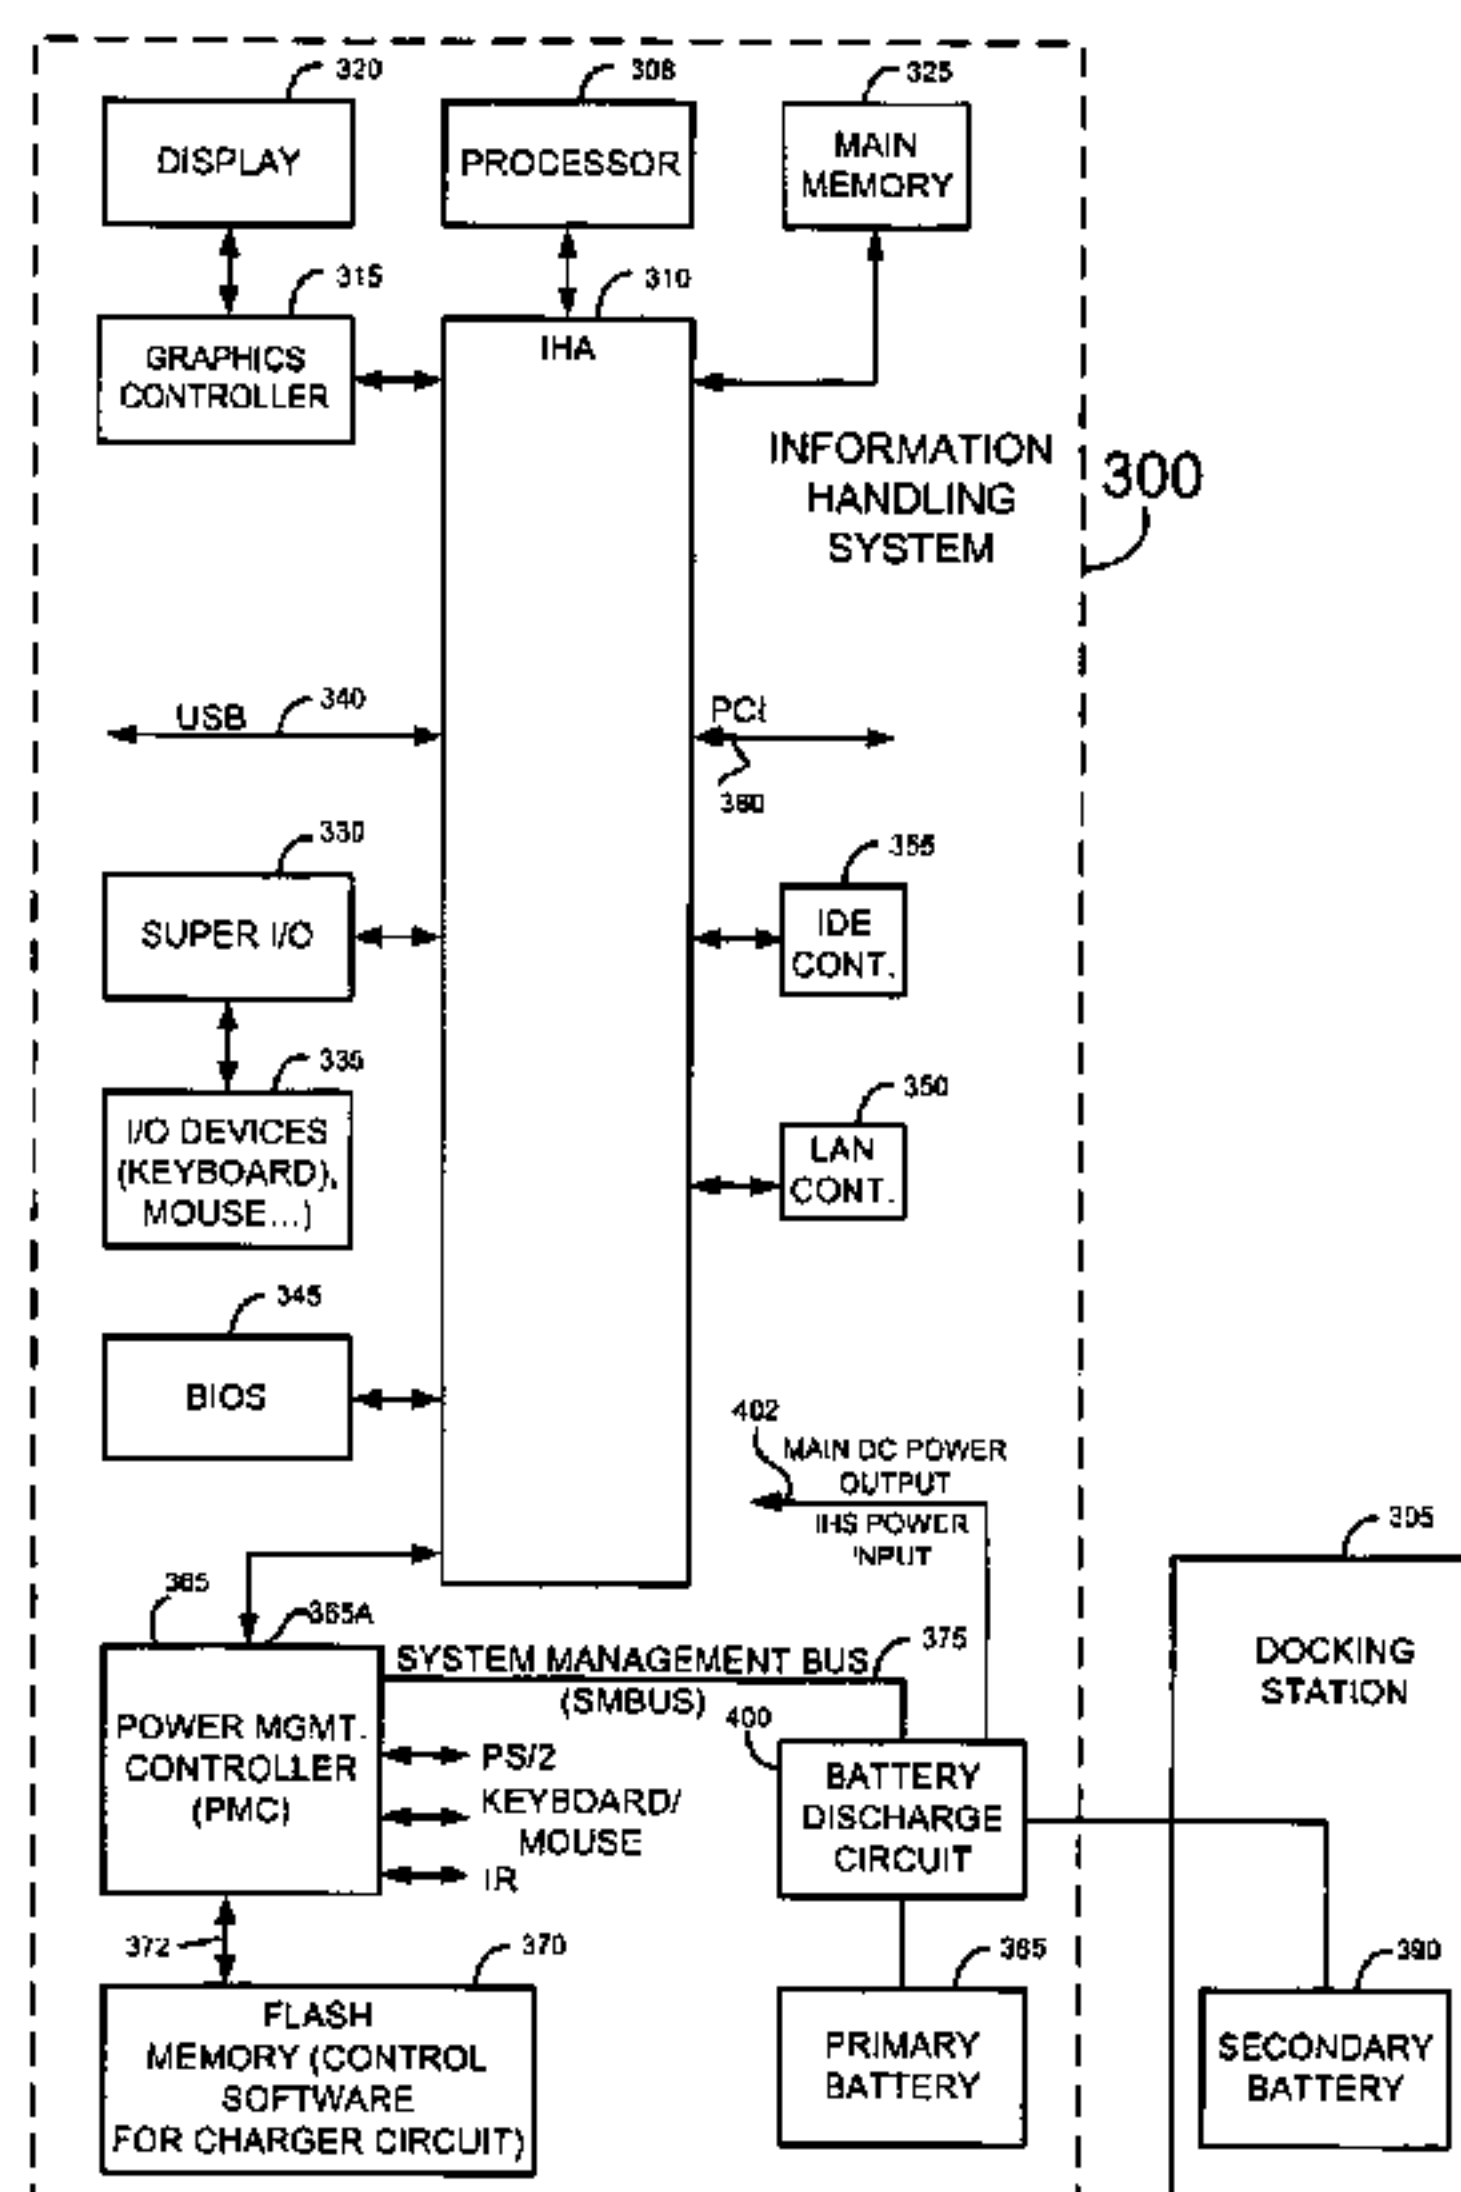 320
308
325
DISPLAY
PROCESSOR
MAIN
MEMORY
315
310
GRAPHICS
CONTROLLER
IHA
INFORMATION
HANDLING
SYSTEM
300
USB
340
PCI
360
330
355
SUPER I/O
IDE
CONT.
335
350
I/O DEVICES
(KEYBOARD),
MOUSE...)
LAN
CONT.
345
BIOS
402
MAIN DC POWER
OUTPUT
IHS POWER
INPUT
395
365
365A
DOCKING
STATION
SYSTEM MANAGEMENT BUS
(SMBUS)
375
400
POWER MGMT.
CONTROLLER
(PMC)
PS/2
KEYBOARD/
MOUSE
IR
BATTERY
DISCHARGE
CIRCUIT
372
370
385
390
FLASH
MEMORY (CONTROL
SOFTWARE
FOR CHARGER CIRCUIT)
PRIMARY
BATTERY
SECONDARY
BATTERY